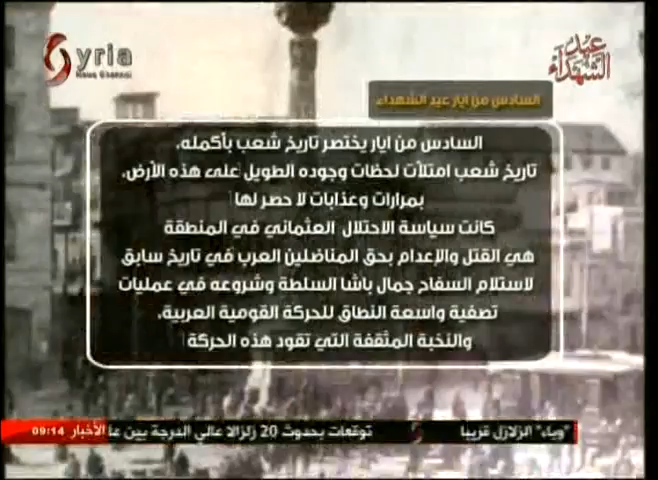 Syria
News Channel
عيد
الشهداء
السادس من ايار عيد الشهداء
السادس من ايار يختصر تاريخ شعب بأكمله،
تاريخ شعب امتلأت لحظات وجوده الطويل على هذه الأرض،
بمرارات وعذابات لا حصر لها
كانت سياسة الاحتلال العثماني في المنطقة
هي القتل والإعدام بحق المناضلين العرب في تاريخ سابق
لاستلام السفاح جمال باشا السلطة وشروعه في عمليات
تصفية واسعة النطاق للحركة القومية العربية،
والنخبة المثقفة التي تقود هذه الحركة
"وباء" الزلازل قريبا توقعات بحدوث 20 زلزالا عالي الدرجة بين
الأخبار 09:14